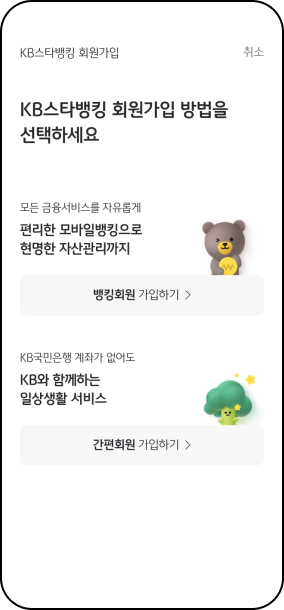 KB스타뱅킹 회원가입
취소
KB스타뱅킹 회원가입 방법을
선택하세요
모든 금융서비스를 자유롭게
편리한 모바일뱅킹으로
현명한 자산관리까지
뱅킹회원 가입하기 >
KB국민은행 계좌가 없어도
KB와 함께하는
일상생활 서비스
간편회원 가입하기 >